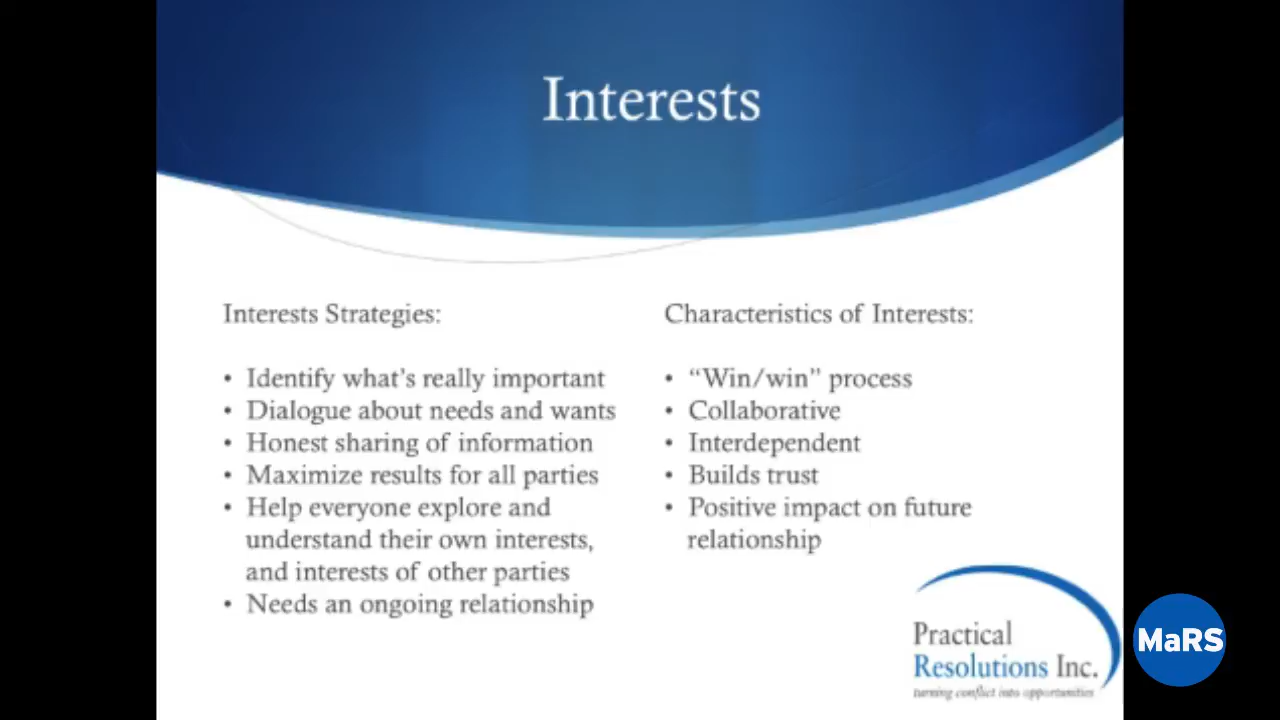 Interests
Interests Strategies:
• Identify what's really important
• Dialogue about needs and wants
• Honest sharing of information
• Maximize results for all parties
• Help everyone explore and
understand their own interests,
and interests of other parties
• Needs an ongoing relationship
Characteristics of Interests:
• “Win/win” process
• Collaborative
• Interdependent
• Builds trust
• Positive impact on future
relationship
Practical
Resolutions Inc.
turning conflict into opportunities
MaRS